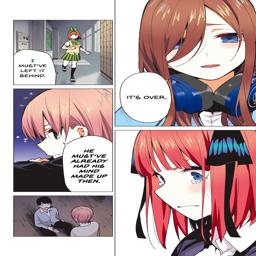 I
MUST'VE
LEFT IT
BEHIND.
IT'S OVER.
HE
MUST'VE
ALREADY
HAD HIS
MIND
MADE UP
THEN.